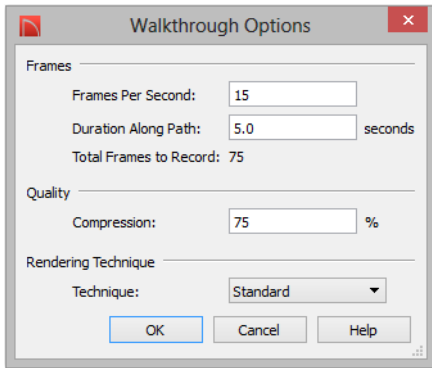 Walkthrough Options
Frames
Frames Per Second: 15
Duration Along Path: 5.0 seconds
Total Frames to Record: 75
Quality
Compression: 75 %
Rendering Technique
Technique: Standard
OK Cancel Help